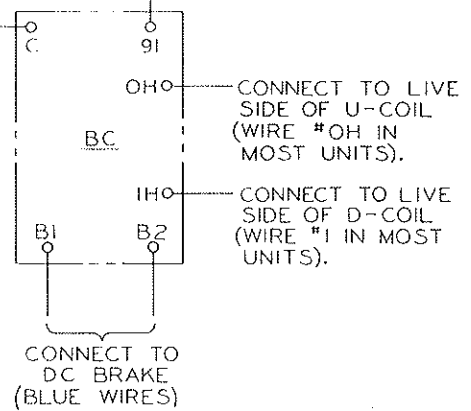 C 91
OH
CONNECT TO LIVE
SIDE OF U-COIL
(WIRE #OH IN
MOST UNITS).
BC
IH
CONNECT TO LIVE
SIDE OF D-COIL
(WIRE #1 IN MOST
UNITS).
B1 B2
CONNECT TO
DC BRAKE
(BLUE WIRES)